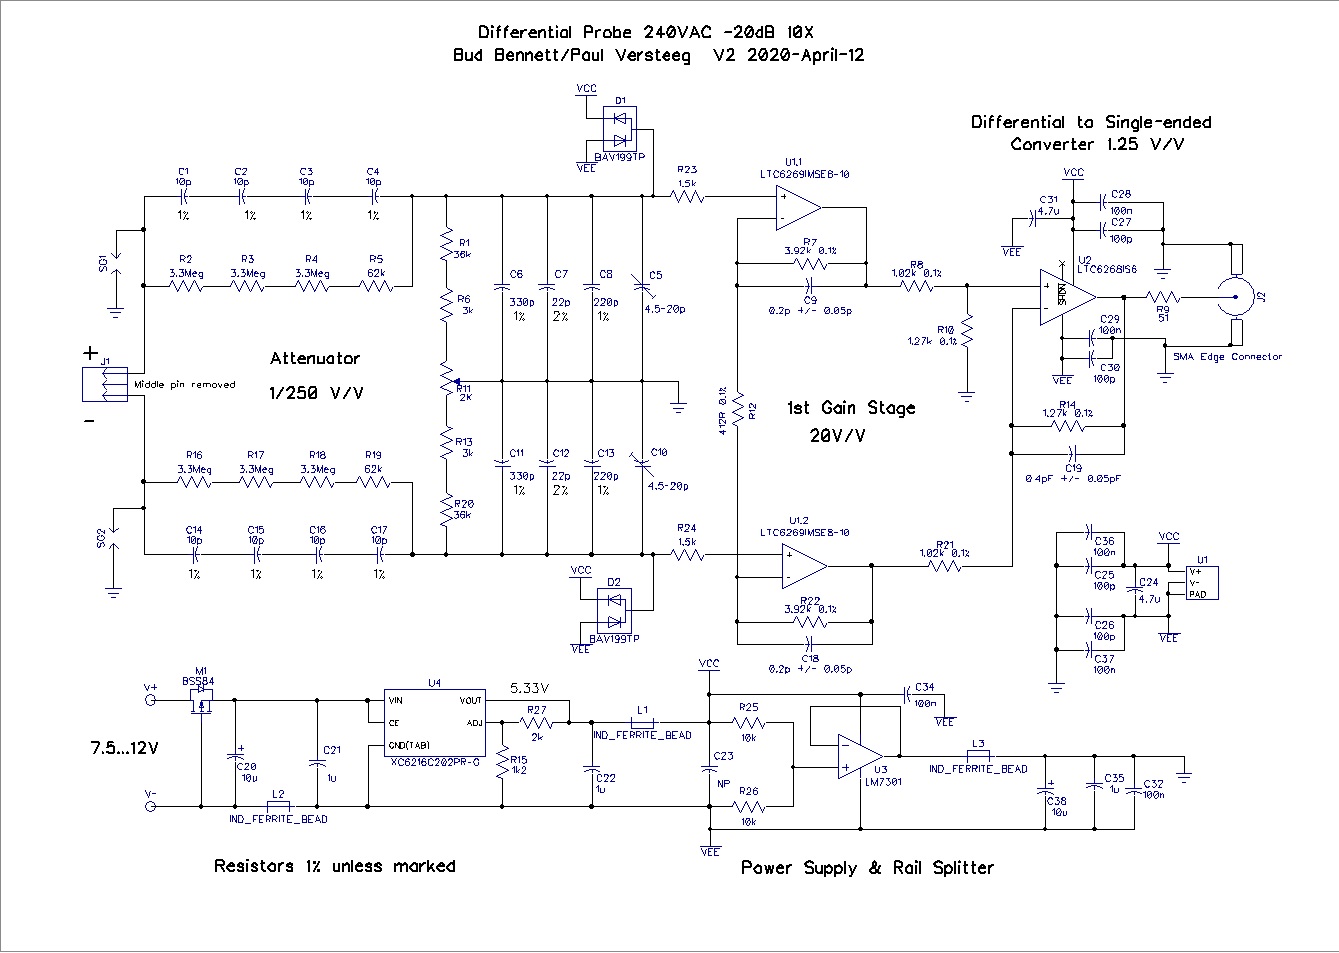 Differential Probe 240VAC -20dB 10X
Bud Bennett/Paul Versteeg V2 2020-April-12
VCC
D1
VEE
BAV199TP
Differential to Single-ended
Converter 1.25 V/V
C1
10p
1%
C2
10p
1%
C3
10p
1%
C4
10p
1%
R23
1.5k
U1.1
LTC6269IMSE8-10
+
-
VCC
C31
4.7u
VEE
C28
100n
C27
100p
SG1
R2
3.3Meg
R3
3.3Meg
R4
3.3Meg
R5
62k
R1
36k
R6
3k
C6
330p
1%
C7
22p
2%
C8
220p
1%
C5
4.5-20p
R7
3.92k 0.1%
C9
0.2p +/- 0.05p
R8
1.02k 0.1%
R10
1.27k 0.1%
U2
LTC6268IS6
SHDN
+
-
R9
51
J2
C29
100n
C30
100p
VEE
SMA Edge Connector
+
J1
Middle pin removed
-
Attenuator
1/250 V/V
R11
2K
R12
412R 0.1%
1st Gain Stage
20V/V
R14
1.27k 0.1%
C19
0.4pF +/- 0.05pF
R16
3.3Meg
R17
3.3Meg
R18
3.3Meg
R19
62k
R13
3k
R20
36k
C11
330p
1%
C12
22p
2%
C13
220p
1%
C10
4.5-20p
SG2
C14
10p
1%
C15
10p
1%
C16
10p
1%
C17
10p
1%
R24
1.5k
U1.2
LTC6269IMSE8-10
+
-
R21
1.02k 0.1%
VCC
D2
VEE
BAV199TP
R22
3.92k 0.1%
C18
0.2p +/- 0.05p
C36
100n
C25
100p
C26
100p
C37
100n
VCC
C24
4.7u
VEE
U1
V+
V-
PAD
M1
BSS84
V+
7.5...12V
V-
+
C20
10u
L2
IND_FERRITE_BEAD
C21
1u
U4
VIN
CE
GND(TAB)
VOUT
ADJ
XC6216C202PR-G
5.33V
R27
2k
R15
1k2
C22
1u
L1
IND_FERRITE_BEAD
VCC
R25
10k
C23
NP
R26
10k
VEE
C34
100n
VEE
-
+
U3
LM7301
L3
IND_FERRITE_BEAD
+
C38
10u
C35
1u
C32
100n
Resistors 1% unless marked
Power Supply & Rail Splitter